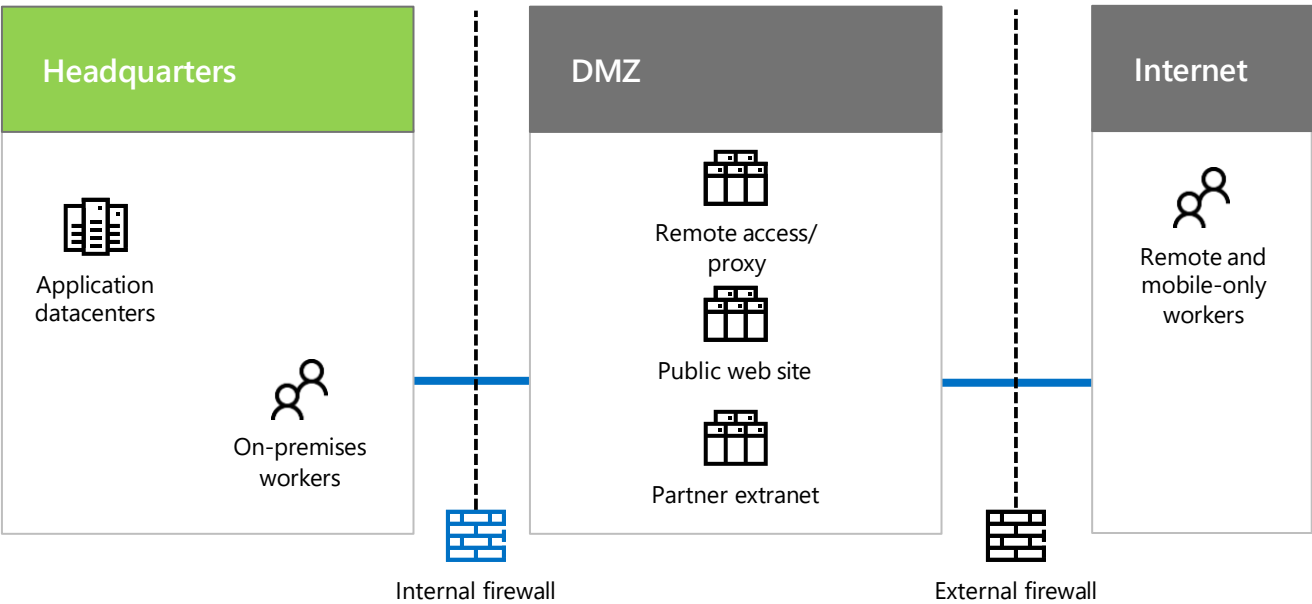 Headquarters
DMZ
Internet
Application
datacenters
On-premises
workers
Remote access/
proxy
Public web site
Partner extranet
Remote and
mobile-only
workers
Internal firewall
External firewall